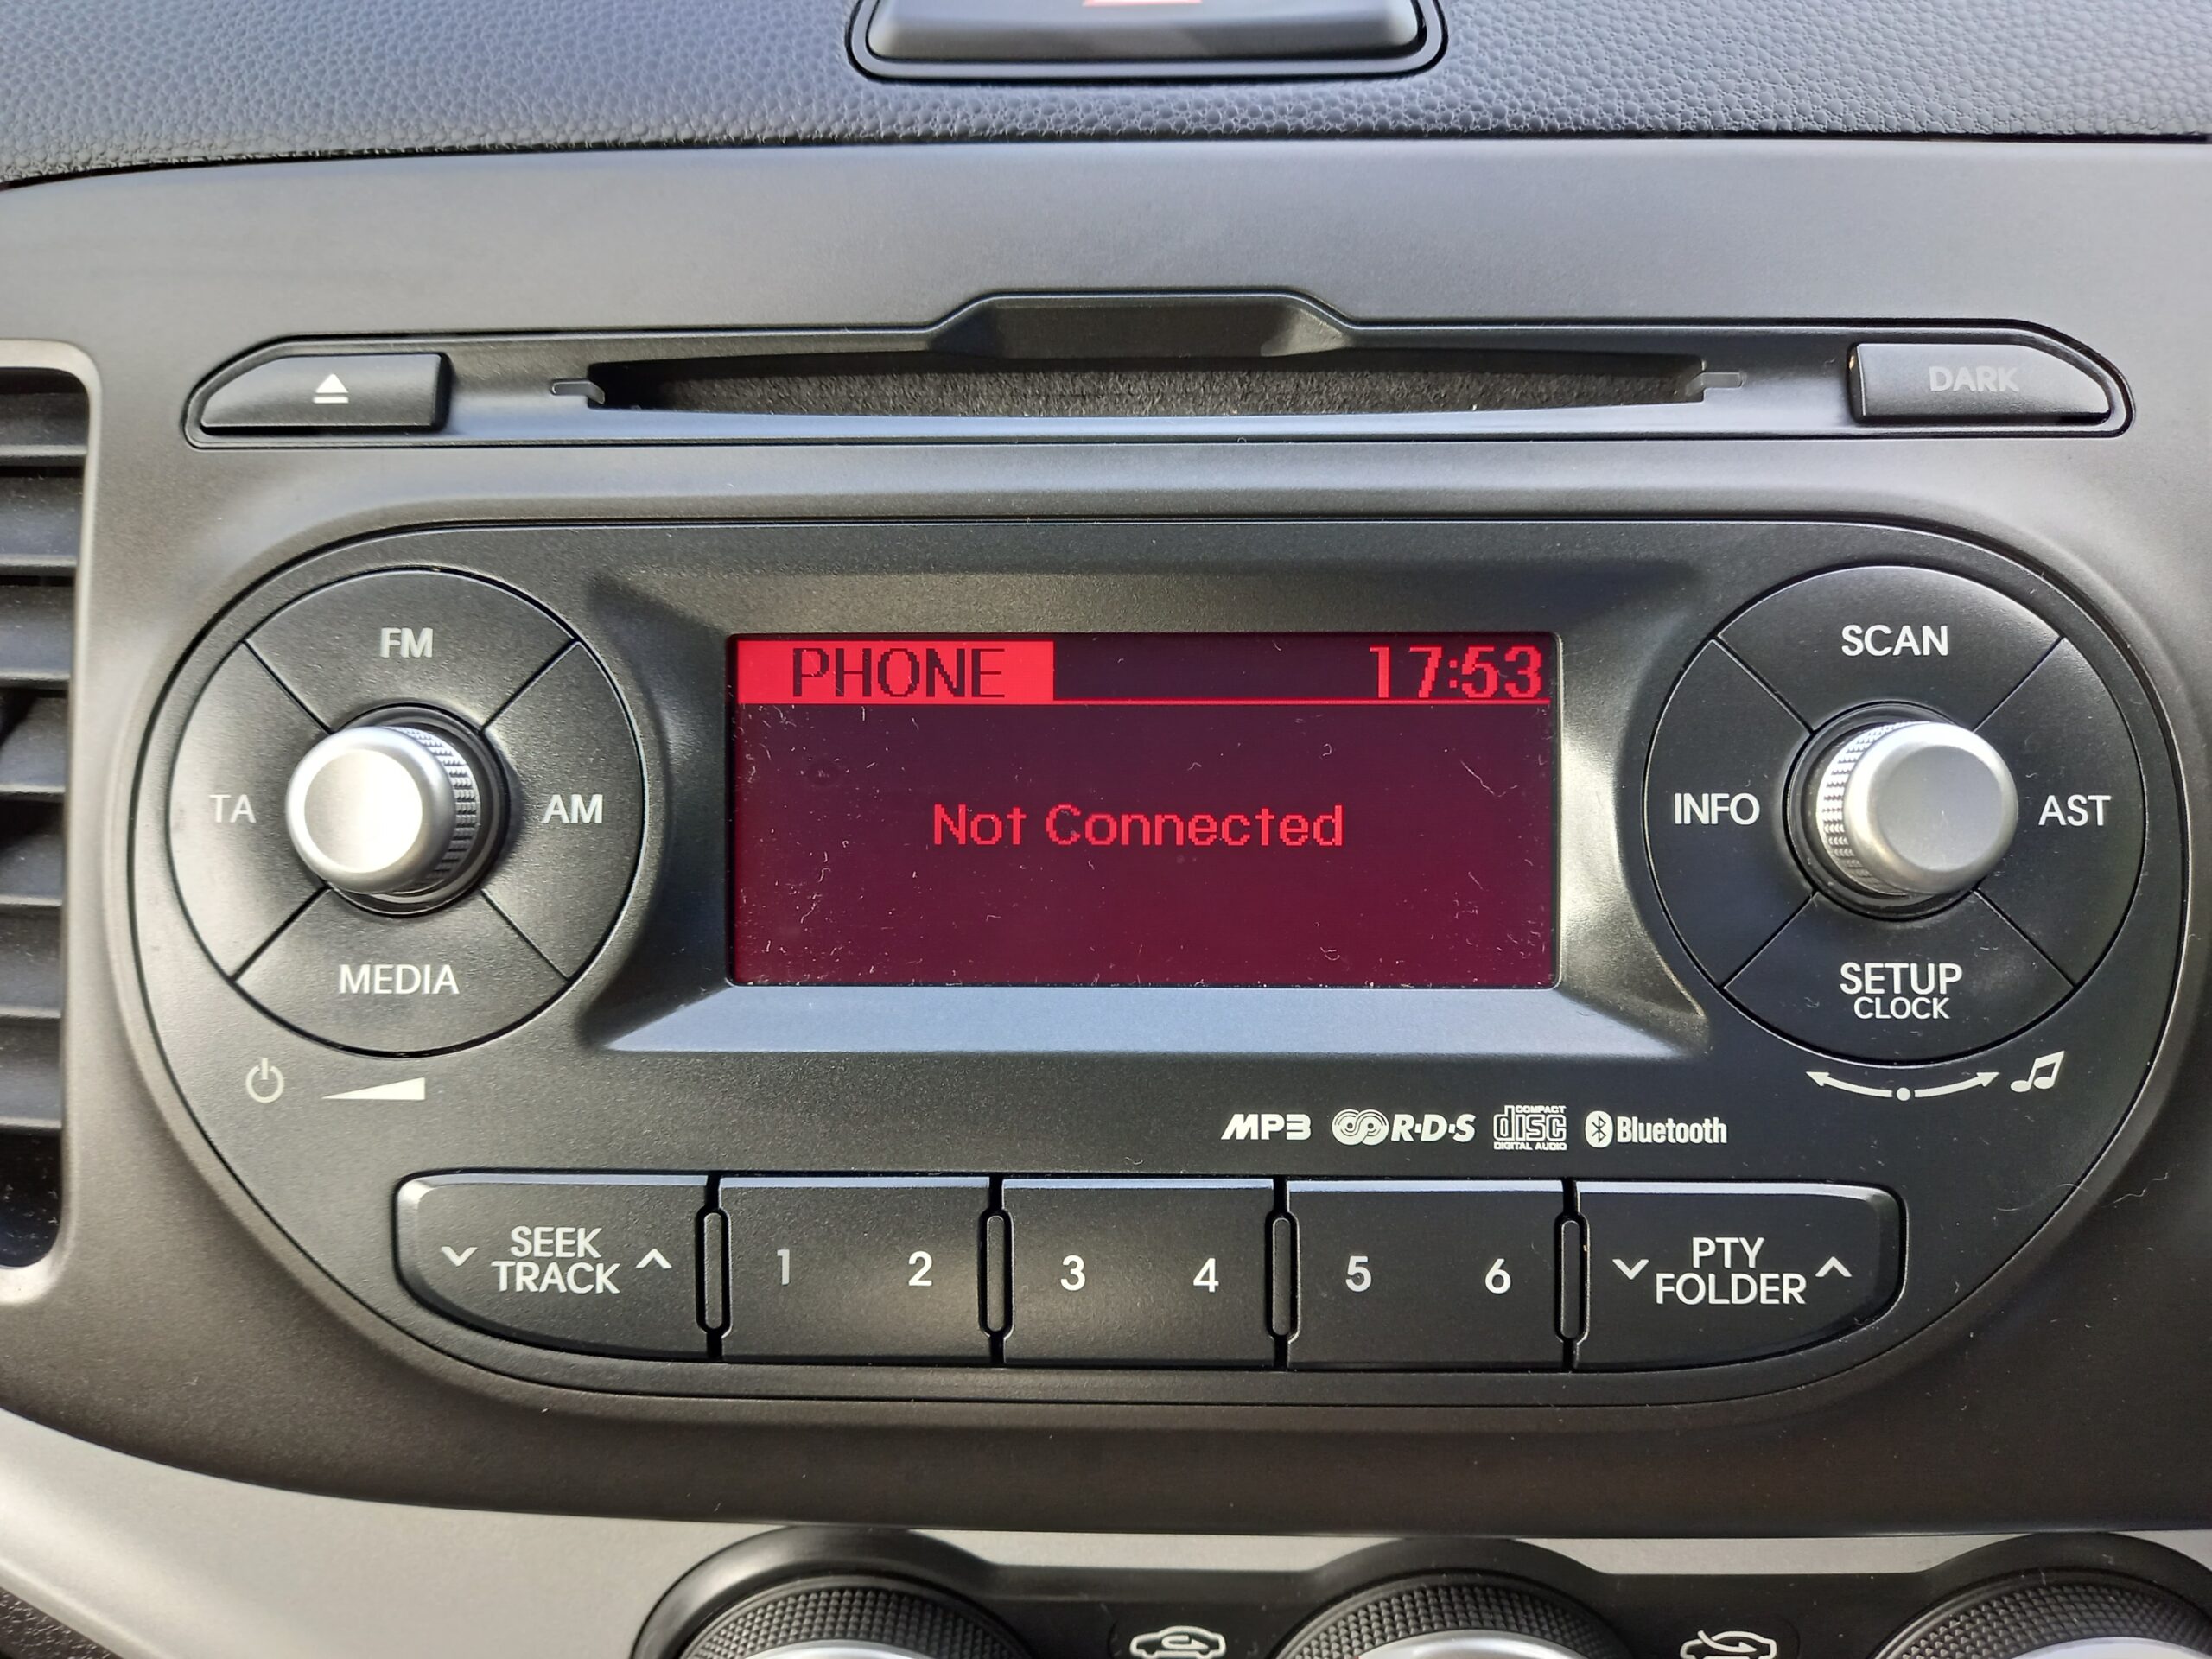 DARK
FM
TA
AM
MEDIA
PHONE 17:53
Not Connected
SCAN
INFO
AST
SETUP
CLOCK
MP3 R·D·S COMPACT disc DIGITAL AUDIO Bluetooth
SEEK
TRACK
1 2 3 4 5 6
PTY
FOLDER